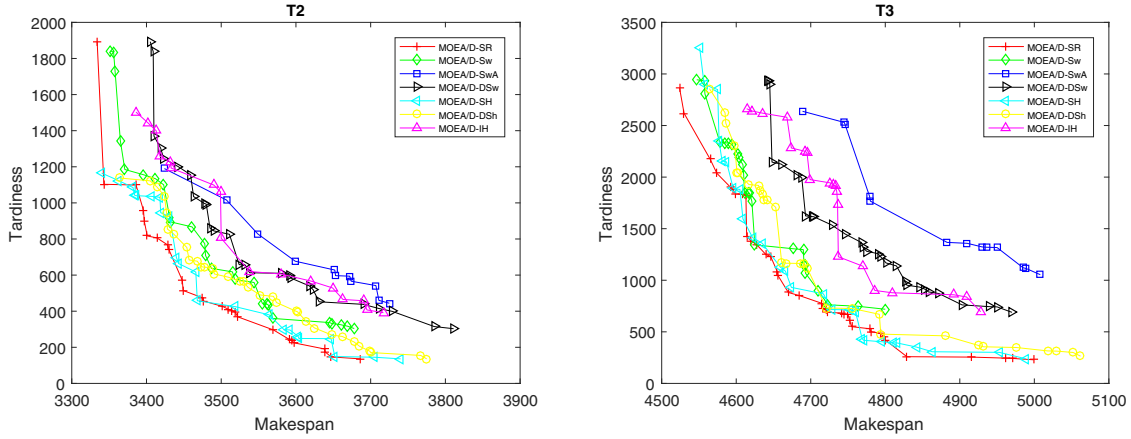 T2
2000
1800
1600
1400
1200
1000
800
600
400
200
0
Tardiness
3300 3400 3500 3600 3700 3800 3900
Makespan
MOEA/D-SR
MOEA/D-Sw
MOEA/D-SwA
MOEA/D-DSw
MOEA/D-SH
MOEA/D-DSh
MOEA/D-IH
T3
3500
3000
2500
2000
1500
1000
500
0
Tardiness
4500 4600 4700 4800 4900 5000 5100
Makespan
MOEA/D-SR
MOEA/D-Sw
MOEA/D-SwA
MOEA/D-DSw
MOEA/D-SH
MOEA/D-DSh
MOEA/D-IH